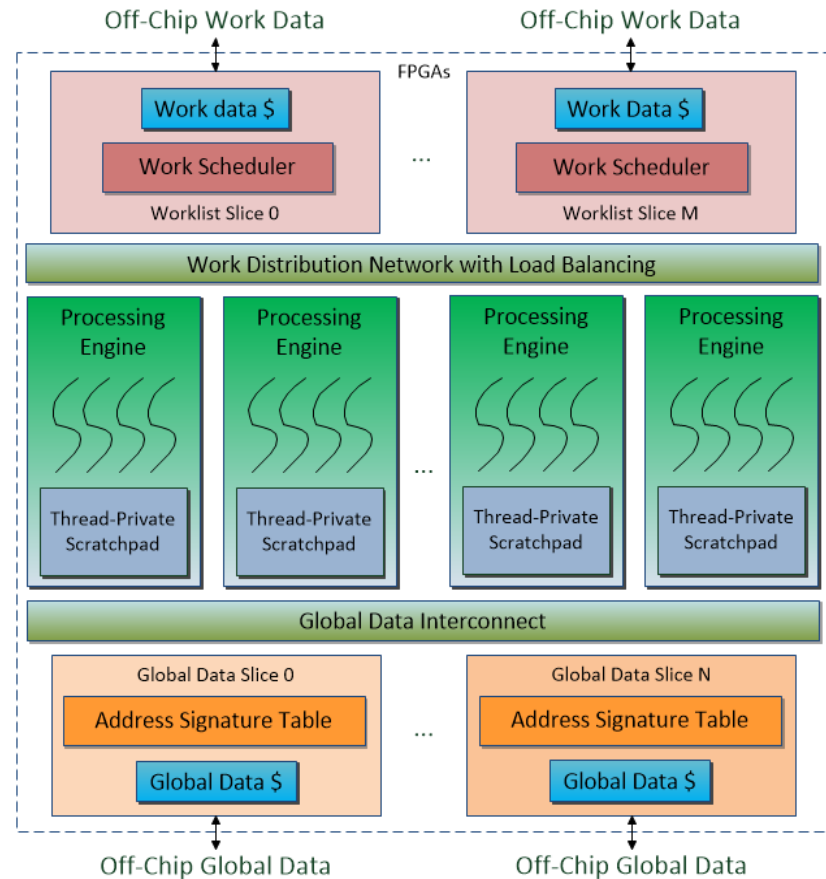 Off-Chip Work Data Off-Chip Work Data
FPGAs
Work data $ Work Data $
Work Scheduler ... Work Scheduler
Worklist Slice 0 Worklist Slice M
Work Distribution Network with Load Balancing
Processing Processing Processing Processing
Engine Engine Engine Engine
...
Thread-Private Thread-Private Thread-Private Thread-Private
Scratchpad Scratchpad Scratchpad Scratchpad
Global Data Interconnect
Global Data Slice 0 Global Data Slice N
Address Signature Table ... Address Signature Table
Global Data $ Global Data $
Off-Chip Global Data Off-Chip Global Data